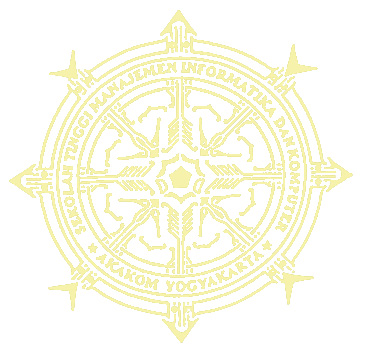 SEKOLAH TINGGI MANAJEMEN INFORMATIKA DAN KOMPUTER
★ AKAKOM YOGYAKARTA ★